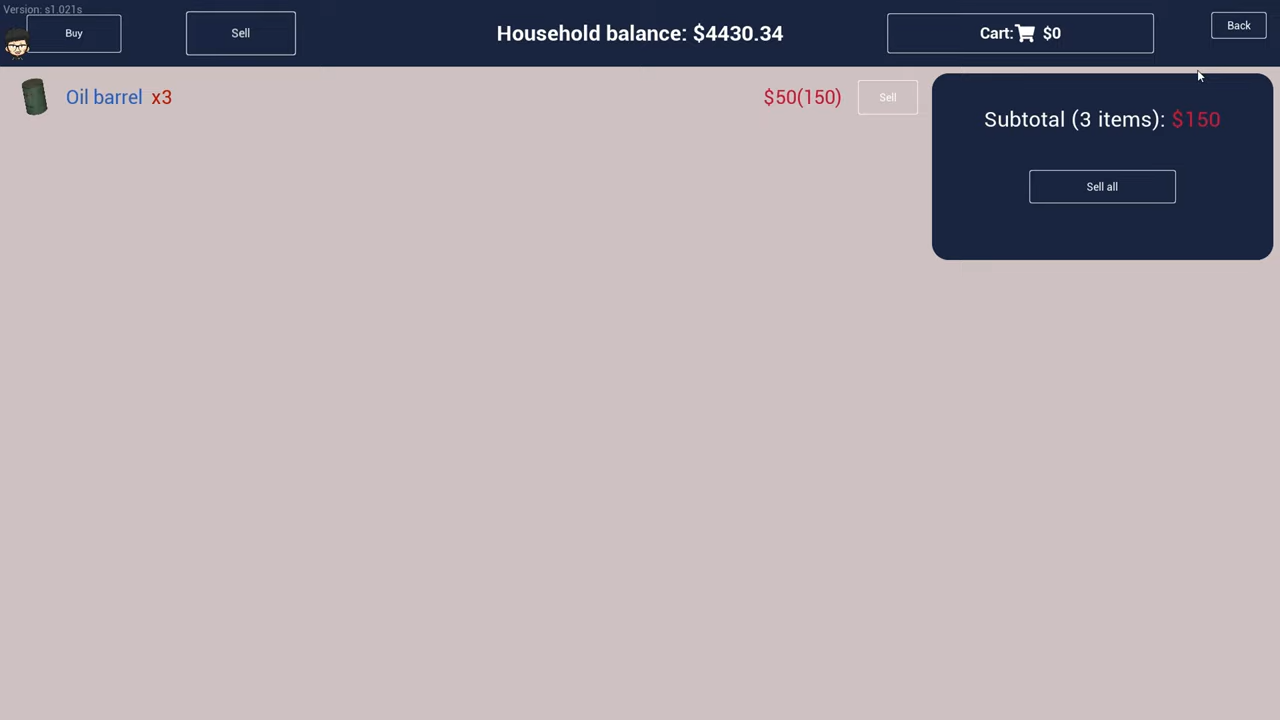 Version: s1.021s
Buy
Sell
Household balance: $4430.34
Cart: $0
Back
Oil barrel x3
$50(150)
Sell
Subtotal (3 items): $150
Sell all